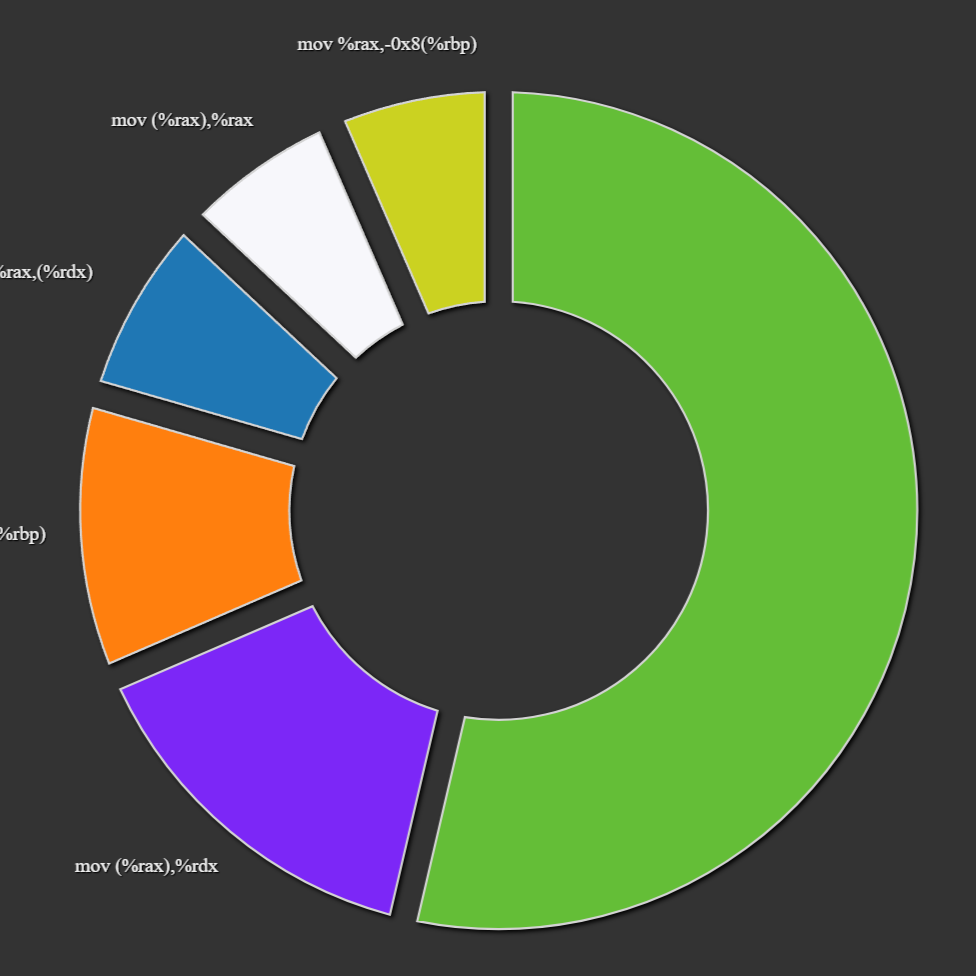 mov %rax,-0x8(%rbp)
mov (%rax),%rax
%rax,(%rdx)
%rbp)
mov (%rax),%rdx